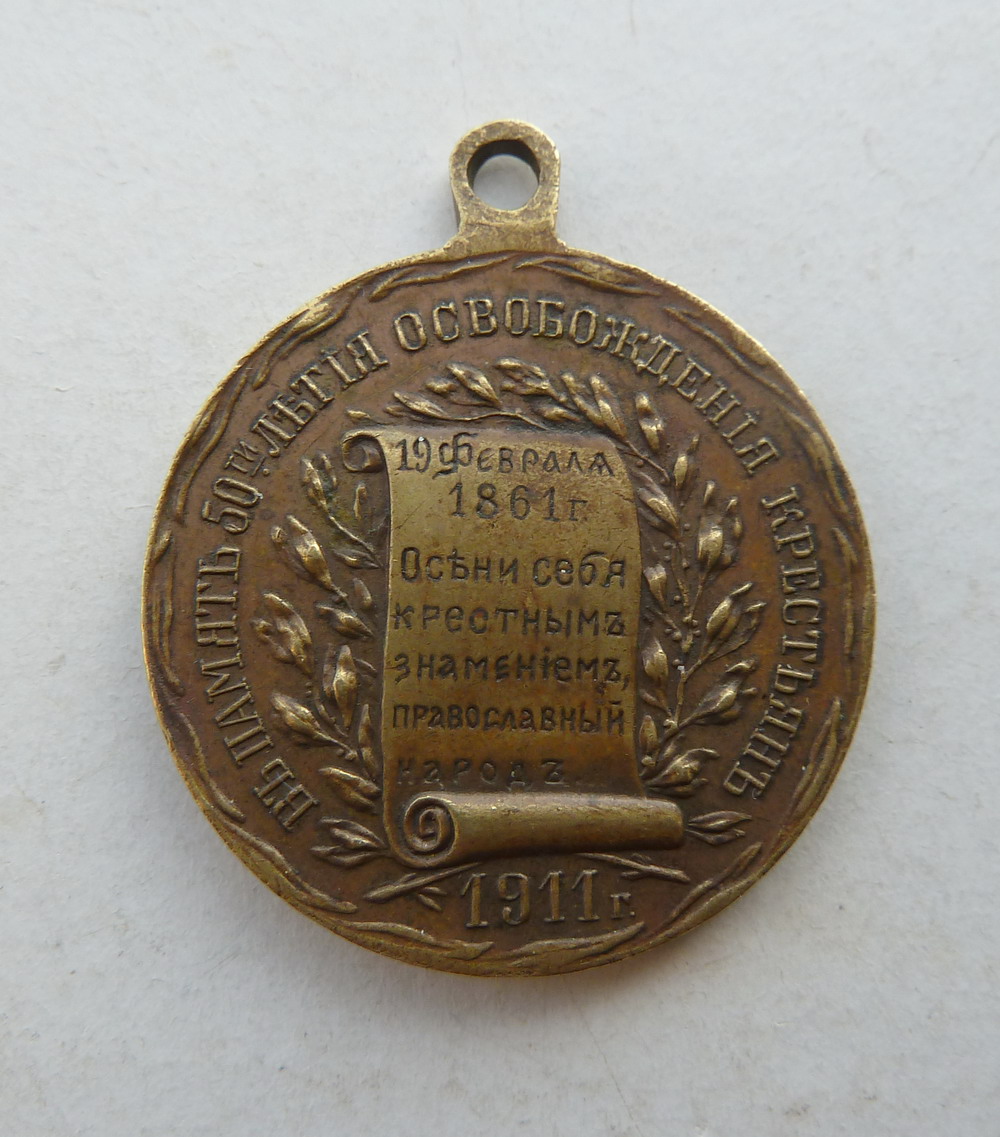 ВЪ ПАМЯТЬ 50ТИ ЛѢТІЯ ОСВОБОЖДЕНІЯ КРЕСТЬЯНЪ
19 Февраля
1861 г.
Осѣни себя
крестнымъ
знаменіемъ,
православный
народъ.
1911 г.